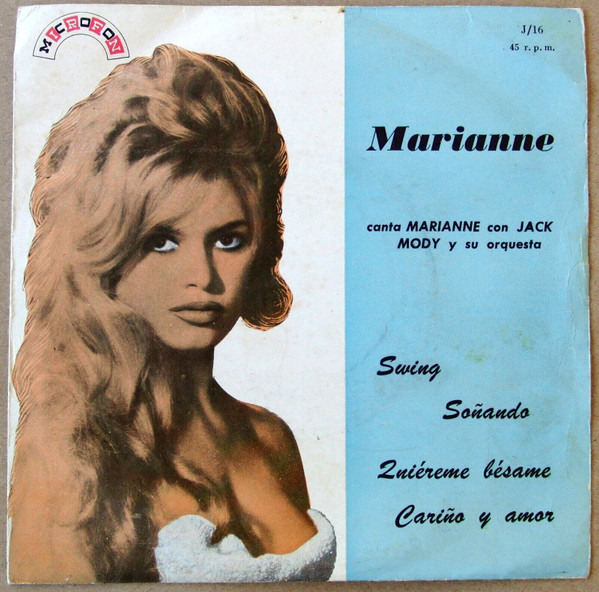 MICROFON
J/16
45 r. p. m.
Marianne
canta MARIANNE con JACK
MODY y su orquesta
Swing
Soñando
Quiéreme bésame
Cariño y amor